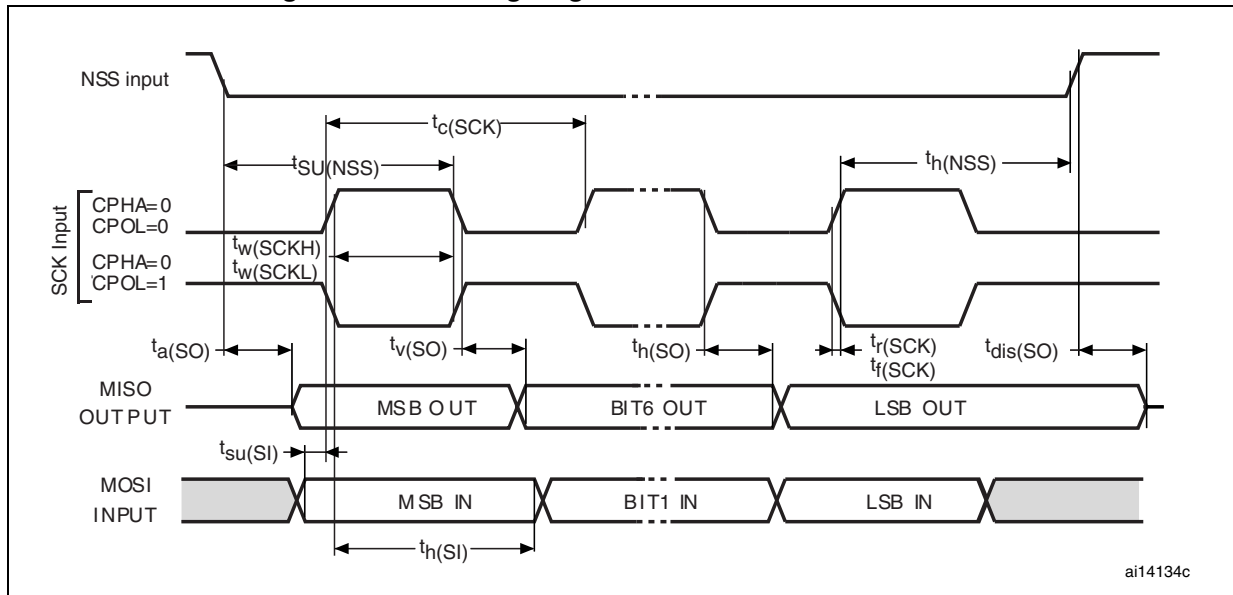 NSS input
tc(SCK)
tSU(NSS)
th(NSS)
SCK Input
CPHA=0
CPOL=0
tw(SCKH)
CPHA=0
tw(SCKL)
CPOL=1
ta(SO)
tv(SO)
th(SO)
tr(SCK)
tf(SCK)
tdis(SO)
MISO
OUTPUT
MSB OUT
BIT6 OUT
LSB OUT
tsu(SI)
MOSI
INPUT
MSB IN
BIT1 IN
LSB IN
th(SI)
ai14134c